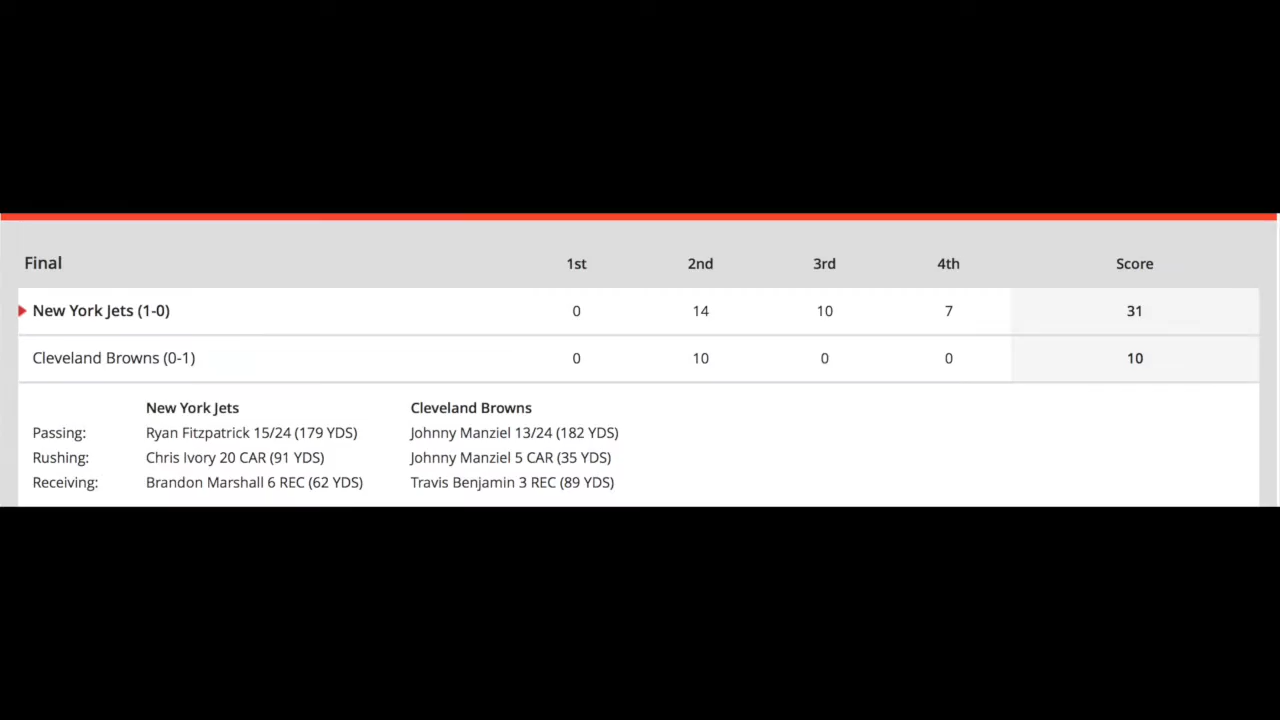 Final 1st 2nd 3rd 4th Score
New York Jets (1-0) 0 14 10 7 31
Cleveland Browns (0-1) 0 10 0 0 10
New York Jets Cleveland Browns
Passing: Ryan Fitzpatrick 15/24 (179 YDS) Johnny Manziel 13/24 (182 YDS)
Rushing: Chris Ivory 20 CAR (91 YDS) Johnny Manziel 5 CAR (35 YDS)
Receiving: Brandon Marshall 6 REC (62 YDS) Travis Benjamin 3 REC (89 YDS)